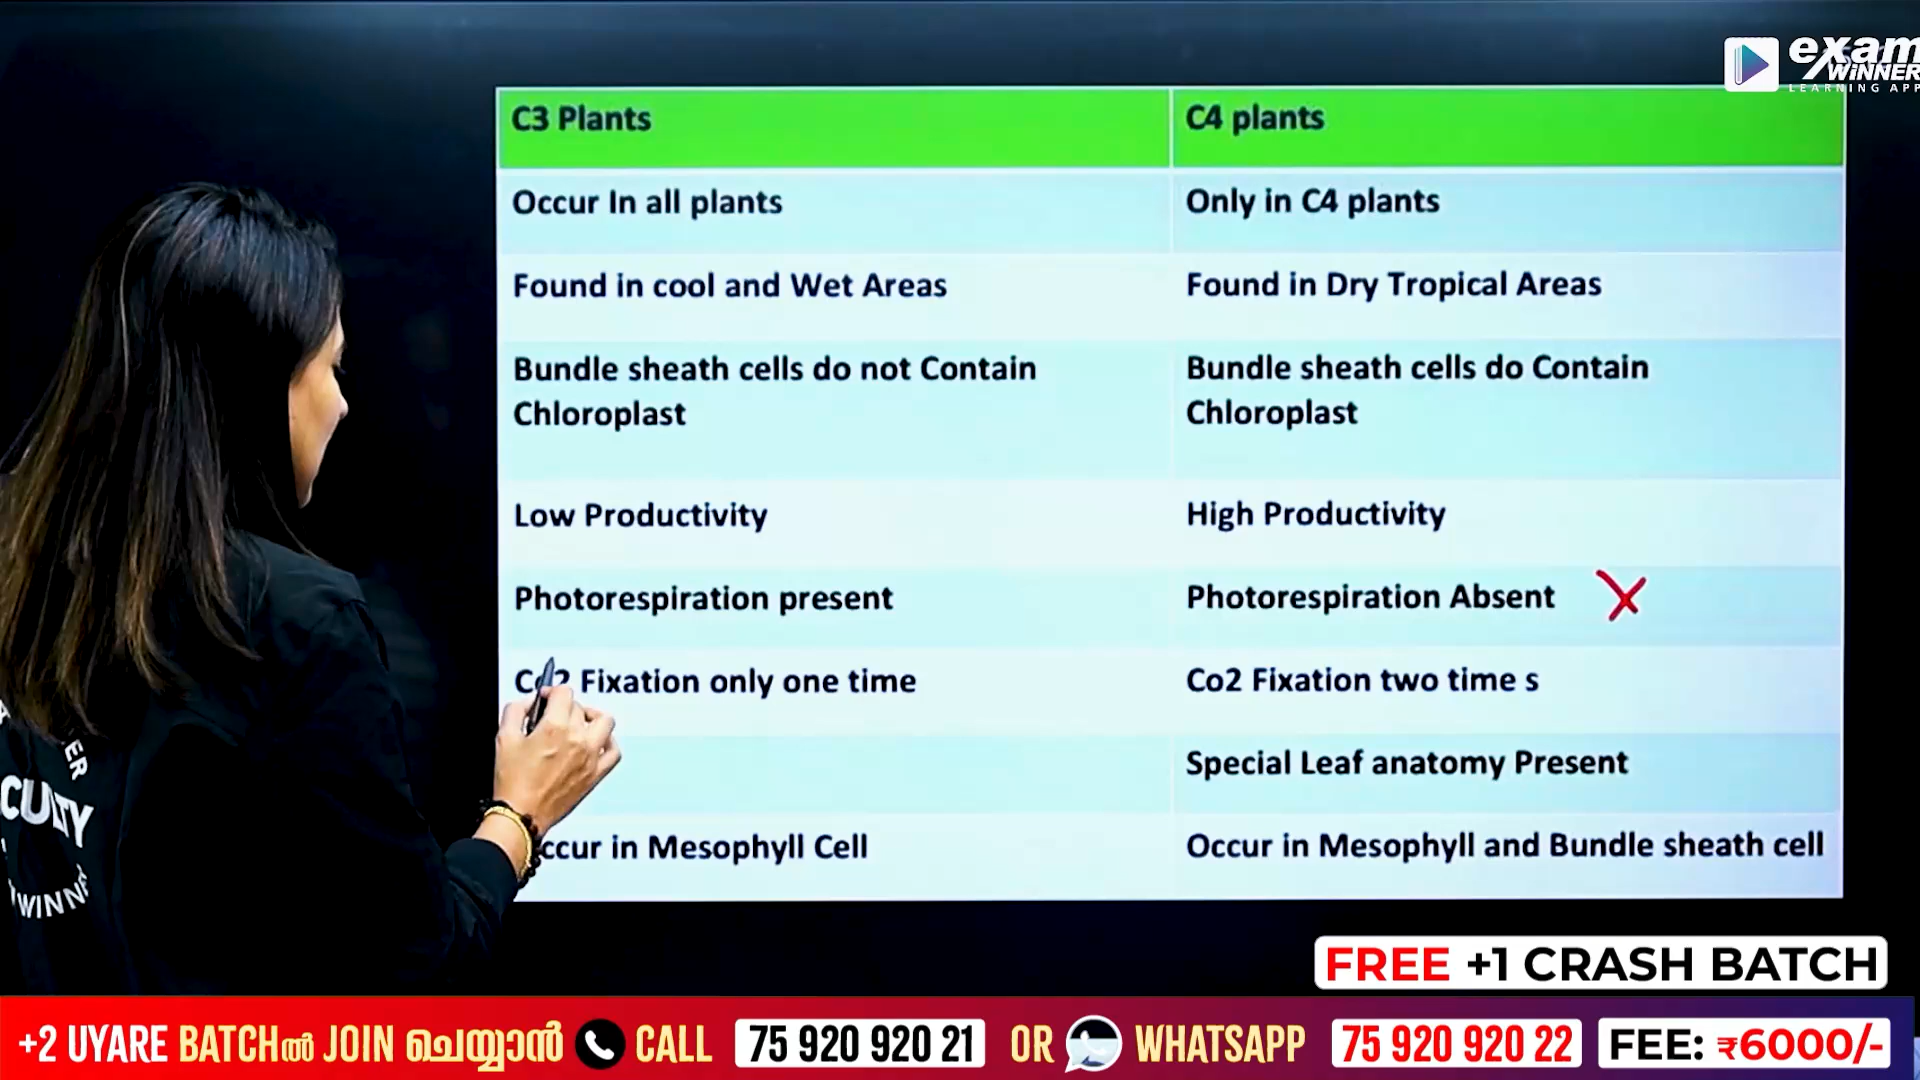 exam
WiNNER
LEARNING APP
C3 Plants
C4 plants
Occur In all plants
Only in C4 plants
Found in cool and Wet Areas
Found in Dry Tropical Areas
Bundle sheath cells do not Contain
Chloroplast
Bundle sheath cells do Contain
Chloroplast
Low Productivity
High Productivity
Photorespiration present
Photorespiration Absent
Co2 Fixation only one time
Co2 Fixation two time s
Special Leaf anatomy Present
ccur in Mesophyll Cell
Occur in Mesophyll and Bundle sheath cell
FREE +1 CRASH BATCH
+2 UYARE BATCHൽ JOIN ചെയ്യാൻ CALL 75 920 920 21 OR WHATSAPP 75 920 920 22 FEE: ₹6000/-